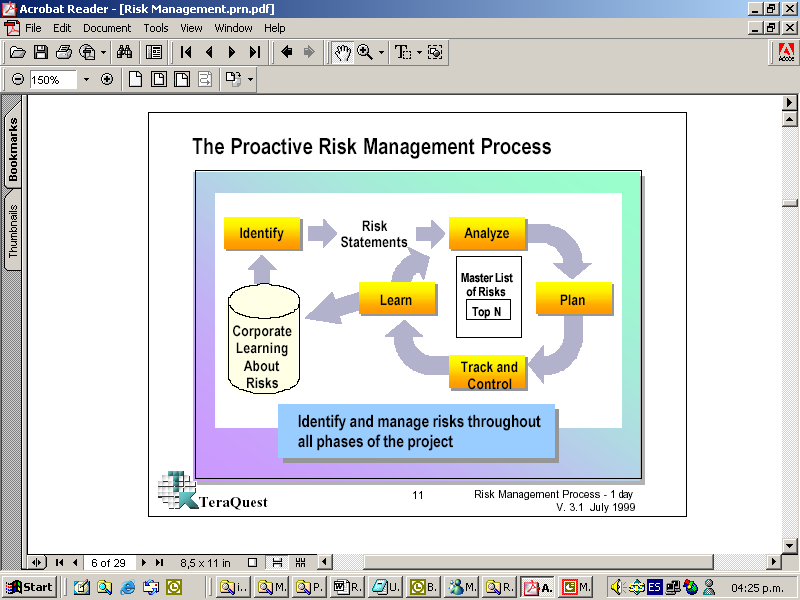 Acrobat Reader - [Risk Management.prn.pdf]
File Edit Document Tools View TeraQuest Window Help
150%
Bookmarks
Thumbnails
The Proactive Risk Management Process
Identify
Risk
Statements
Analyze
Master List
of Risks
Top N
Learn
Plan
Corporate
Learning
About
Risks
Track and
Control
Identify and manage risks throughout
all phases of the project
TeraQuest
11
Risk Management Process - 1 day
V. 3.1 July 1999
6 of 29
8,5 x 11 in
Start
i..
M.
P.
R.
U.
B.
M.
R.
A.
M.
ES
04:25 p.m.